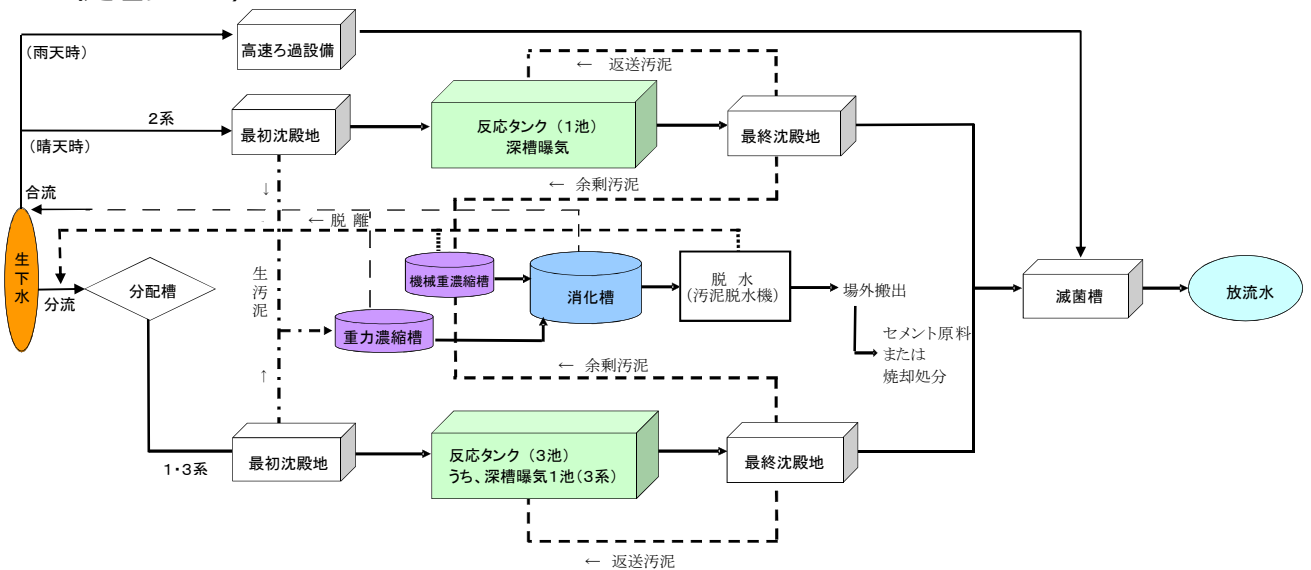 (雨天時)
高速ろ過設備
← 返送汚泥
2系
最初沈殿地
反応タンク (1池)
深槽曝気
最終沈殿地
(晴天時)
合流
↓
← 余剰汚泥
← 脱 離
生下水
分流
分配槽
生汚泥
機械重濃縮槽
消化槽
脱 水
(汚泥脱水機)
場外搬出
滅菌槽
放流水
重力濃縮槽
セメント原料
または
焼却処分
← 余剰汚泥
↑
1・3系
最初沈殿地
反応タンク (3池)
うち、深槽曝気1池(3系)
最終沈殿地
← 返送汚泥